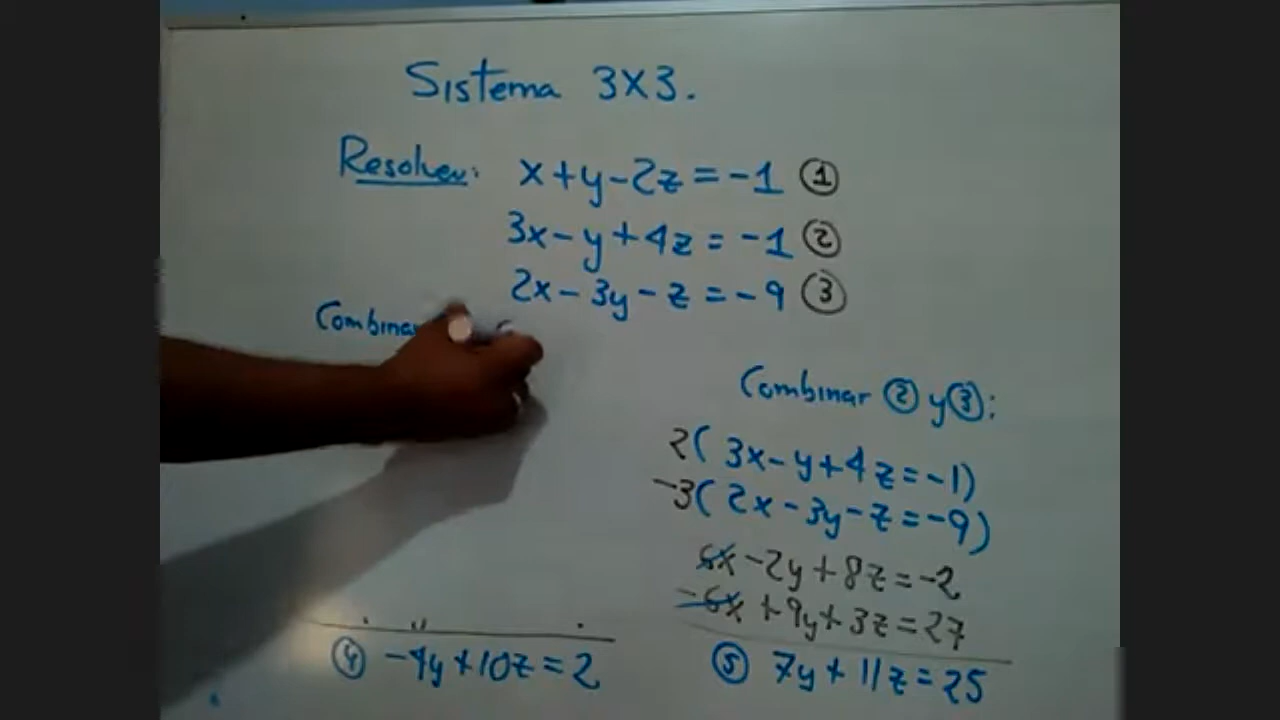 Sistema 3X3.
Resolver: x+y-2z=-1 ①
3x-y+4z=-1 ②
2x-3y-z=-9 ③
Combinar
Combinar ② y ③:
2(3x-y+4z=-1)
-3(2x-3y-z=-9)
6x-2y+8z=-2
-6x+9y+3z=27
④ -4y+10z=2
⑤ 7y+11z=25